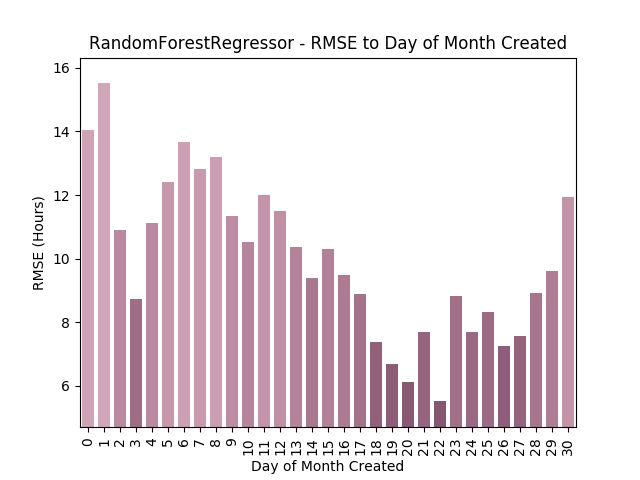 RandomForestRegressor - RMSE to Day of Month Created
16
14
12
10
8
6
RMSE (Hours)
0 1 2 3 4 5 6 7 8 9 10 11 12 13 14 15 16 17 18 19 20 21 22 23 24 25 26 27 28 29 30
Day of Month Created